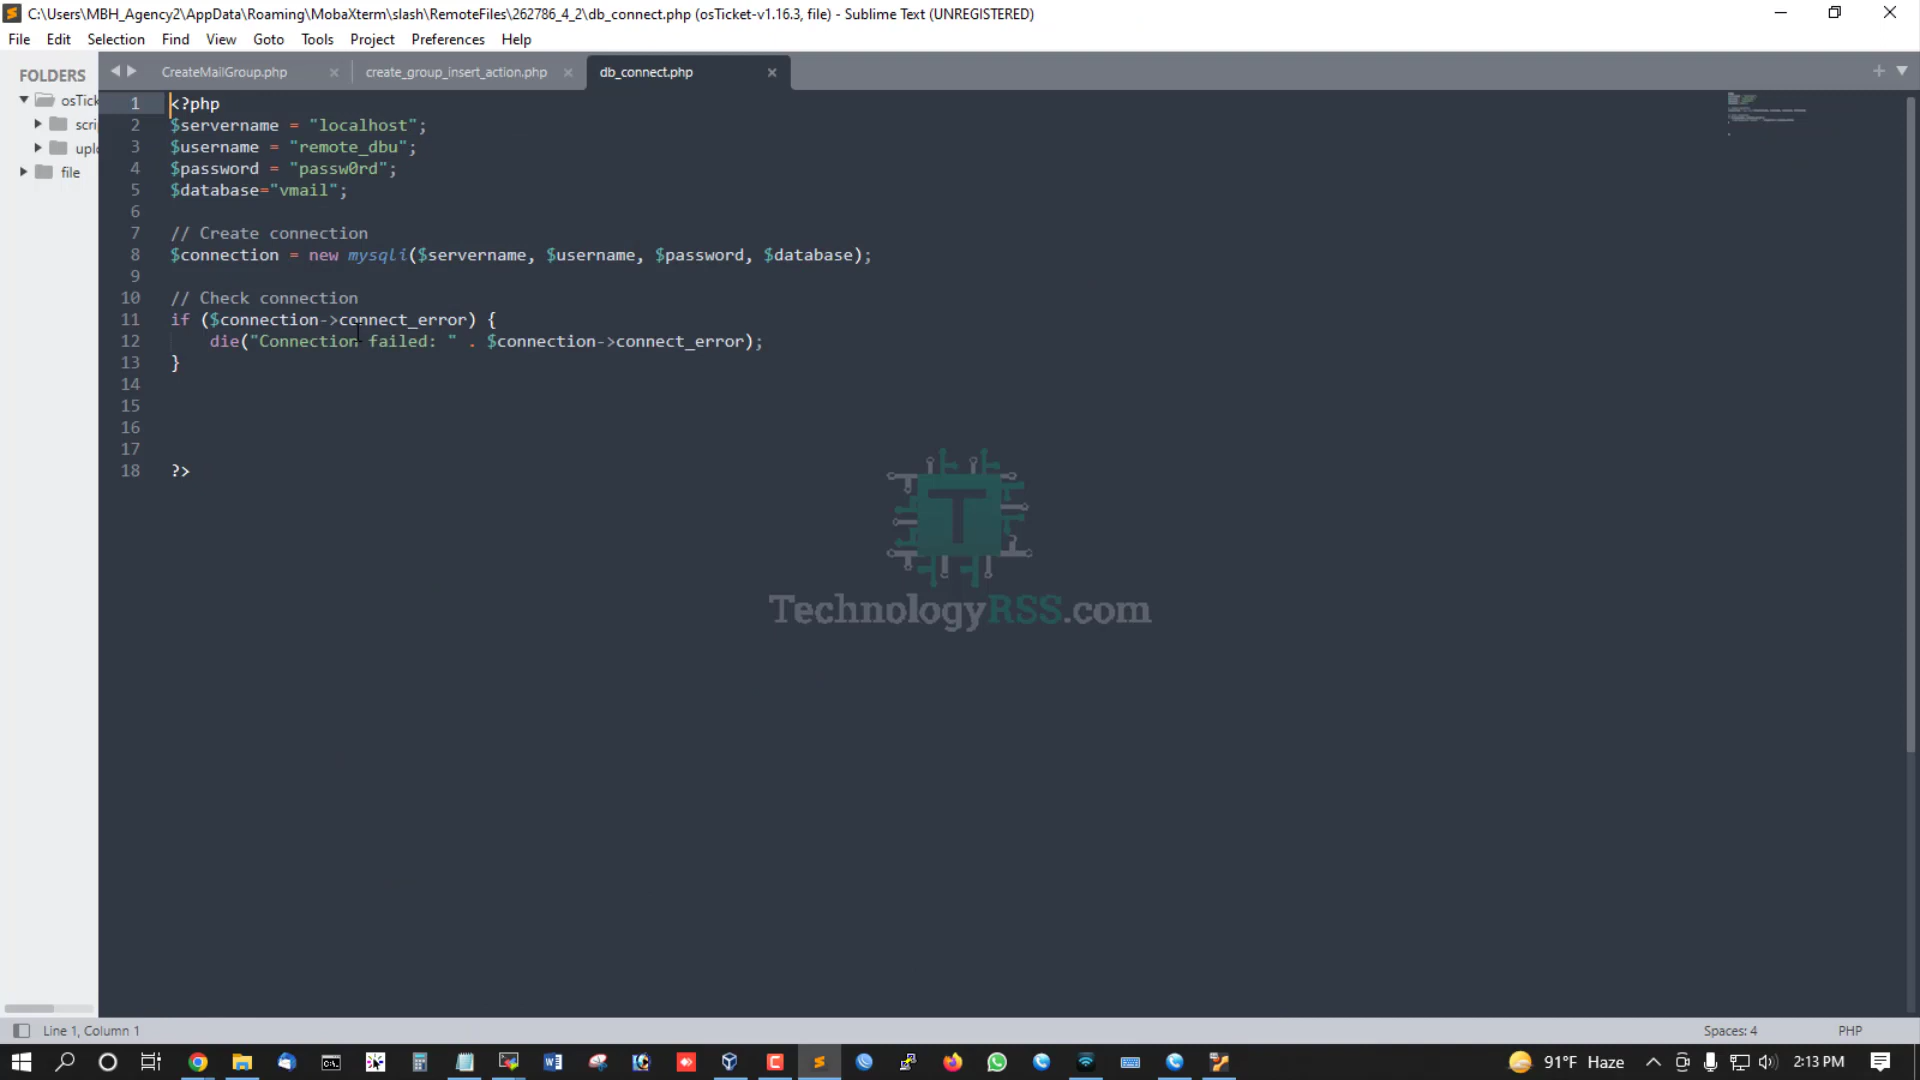 C:\Users\MBH_Agency2\AppData\Roaming\MobaXterm\slash\RemoteFiles\262786_4_2\db_connect.php (osTicket-v1.16.3, file) - Sublime Text (UNREGISTERED)
File Edit Selection Find View Goto Tools Project Preferences Help
FOLDERS
osTick
scri
uplo
file
CreateMailGroup.php create_group_insert_action.php db_connect.php
1 <?php
2 $servername = "localhost";
3 $username = "remote_dbu";
4 $password = "passw0rd";
5 $database="vmail";
6
7 // Create connection
8 $connection = new mysqli($servername, $username, $password, $database);
9
10 // Check connection
11 if ($connection->connect_error) {
12 die("Connection failed: " . $connection->connect_error);
13 }
14
15
16
17
18 ?>
T
TechnologyRSS.com
Line 1, Column 1 Spaces: 4 PHP
91°F Haze 2:13 PM